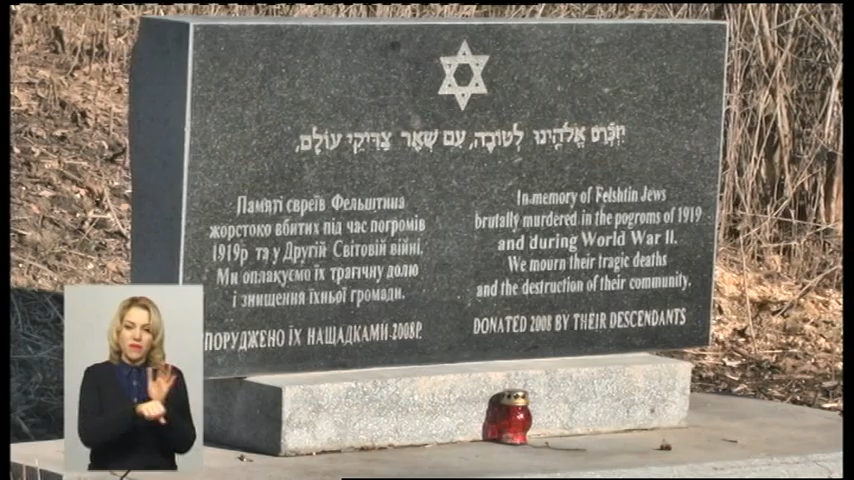 יִזְכֹּרֵם אֱלֹהֵינוּ לְטוֹבָה, עִם שְׁאָר צַדִּיקֵי עוֹלָם,
Памяті євреїв Фельштина
жорстоко вбитих під час погромів
1919р та у Другій Світовій війні.
Ми оплакуємо їх трагічну долю
і знищення їхньої громади.
ПОРУДЖЕНО ЇХ НАЩАДКАМИ-2008Р.
In memory of Felshtin Jews
brutally murdered in the pogroms of 1919
and during World War II.
We mourn their tragic deaths
and the destruction of their community.
DONATED 2008 BY THEIR DESCENDANTS